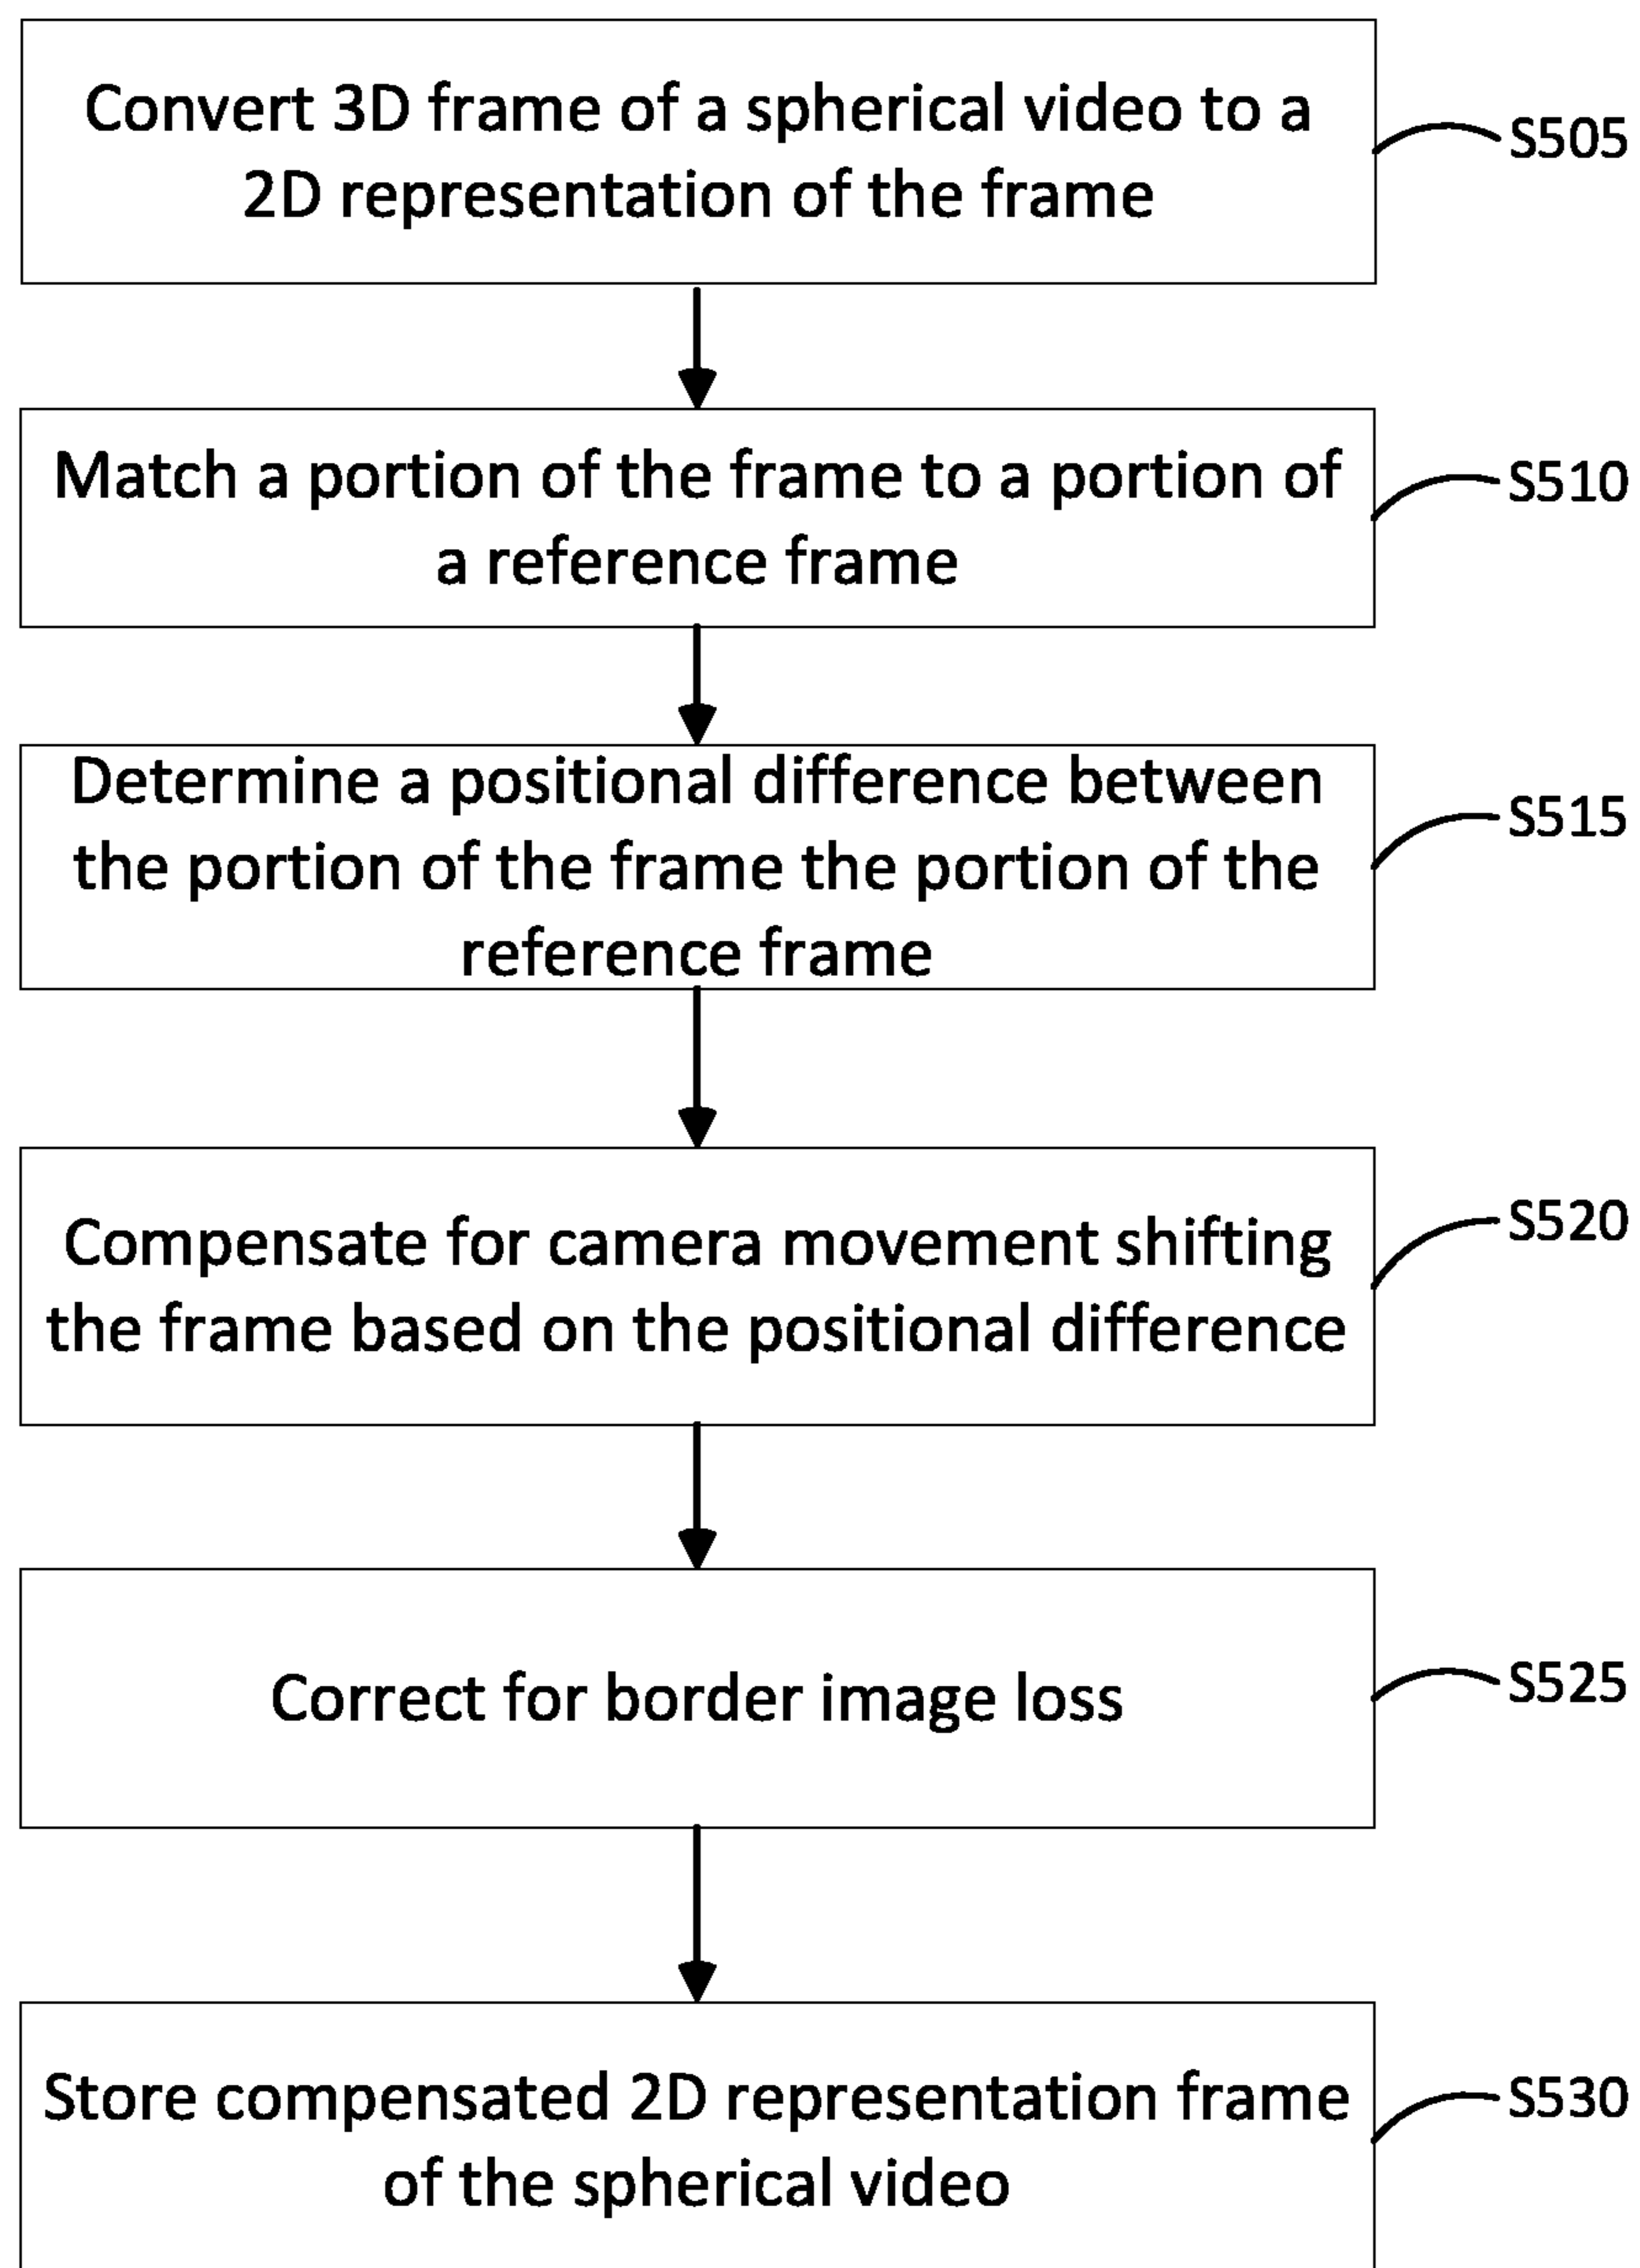 Convert 3D frame of a spherical video to a
2D representation of the frame
S505
Match a portion of the frame to a portion of
a reference frame
S510
Determine a positional difference between
the portion of the frame the portion of the
reference frame
S515
Compensate for camera movement shifting
the frame based on the positional difference
S520
Correct for border image loss
S525
Store compensated 2D representation frame
of the spherical video
S530